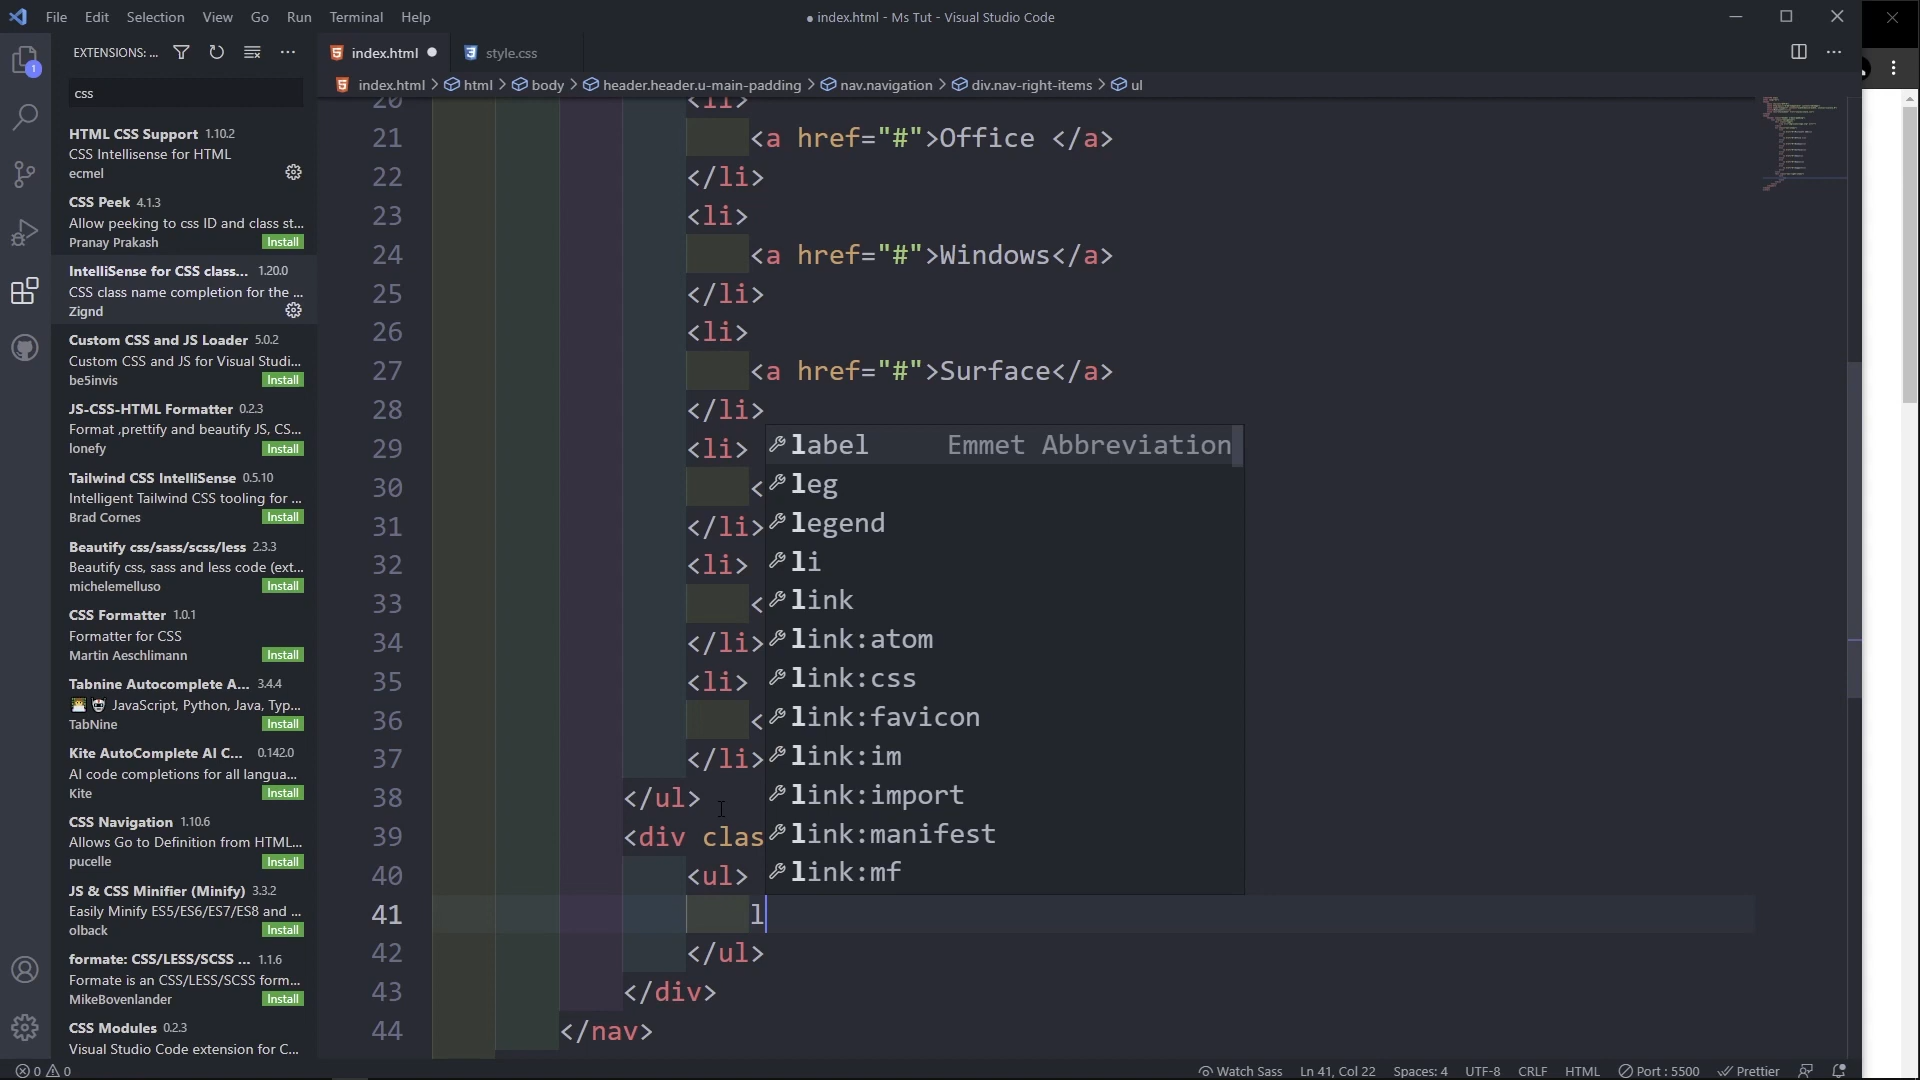 File Edit Selection View Go Run Terminal Help
● index.html - Ms Tut - Visual Studio Code
EXTENSIONS: ...
index.html ●
style.css
index.html > html > body > header.header.u-main-padding > nav.navigation > div.nav-right-items > ul
1
css
HTML CSS Support 1.10.2
CSS Intellisense for HTML
ecmel
CSS Peek 4.1.3
Allow peeking to css ID and class st...
Pranay Prakash Install
IntelliSense for CSS class... 1.20.0
CSS class name completion for the ...
Zignd
Custom CSS and JS Loader 5.0.2
Custom CSS and JS for Visual Studi...
be5invis Install
JS-CSS-HTML Formatter 0.2.3
Format ,prettify and beautify JS, CS...
lonefy Install
Tailwind CSS IntelliSense 0.5.10
Intelligent Tailwind CSS tooling for ...
Brad Cornes Install
Beautify css/sass/scss/less 2.3.3
Beautify css, sass and less code (ext...
michelemelluso Install
CSS Formatter 1.0.1
Formatter for CSS
Martin Aeschlimann Install
Tabnine Autocomplete A... 3.4.4
JavaScript, Python, Java, Typ...
TabNine Install
Kite AutoComplete AI C... 0.142.0
AI code completions for all langua...
Kite Install
CSS Navigation 1.10.6
Allows Go to Definition from HTML...
pucelle Install
JS & CSS Minifier (Minify) 3.3.2
Easily Minify ES5/ES6/ES7/ES8 and ...
olback Install
formate: CSS/LESS/SCSS ... 1.1.6
Formate is an CSS/LESS/SCSS form...
MikeBovenlander Install
CSS Modules 0.2.3
Visual Studio Code extension for C...
20 <li>
21 <a href="#">Office </a>
22 </li>
23 <li>
24 <a href="#">Windows</a>
25 </li>
26 <li>
27 <a href="#">Surface</a>
28 </li>
29 <li>
30 <
31 </li>
32 <li>
33 <
34 </li>
35 <li>
36 <
37 </li>
38 </ul>
39 <div clas
40 <ul>
41 l
42 </ul>
43 </div>
44 </nav>
label Emmet Abbreviation
leg
legend
li
link
link:atom
link:css
link:favicon
link:im
link:import
link:manifest
link:mf
0 0
Watch Sass Ln 41, Col 22 Spaces: 4 UTF-8 CRLF HTML Port : 5500 Prettier